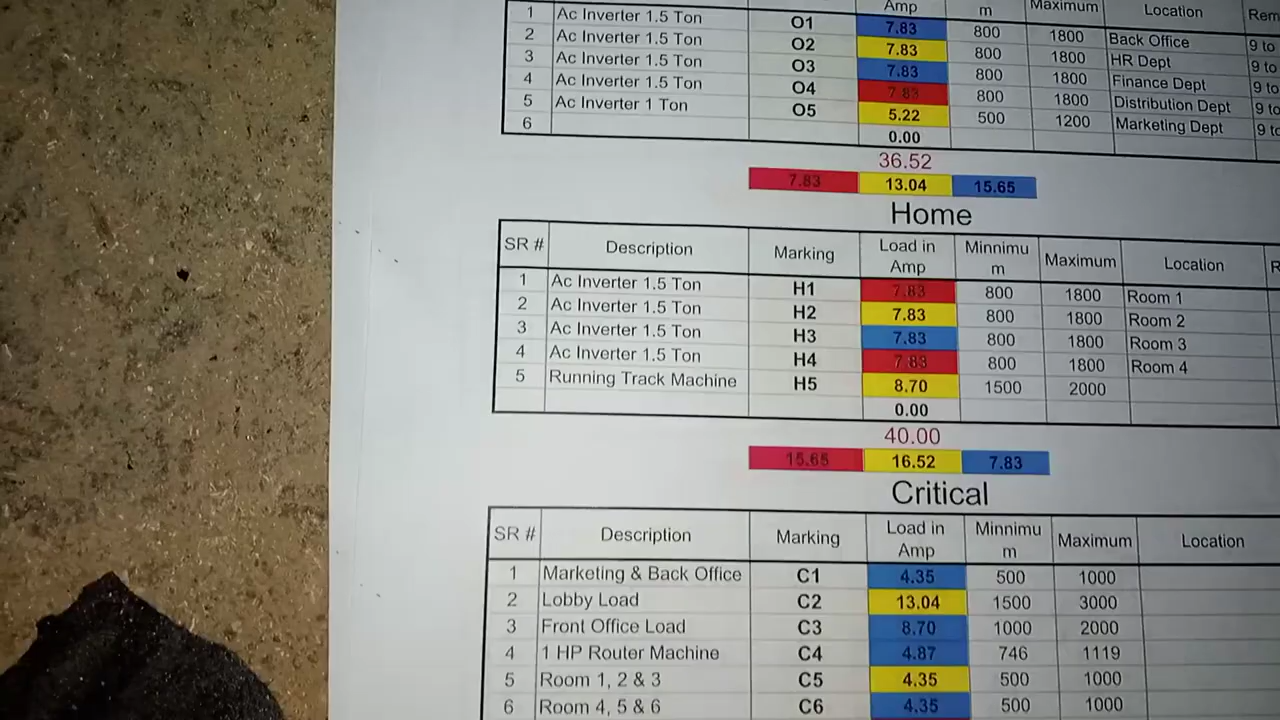 Amp m Maximum Location Rem
1 Ac Inverter 1.5 Ton O1 7.83 800 1800 Back Office 9 to
2 Ac Inverter 1.5 Ton O2 7.83 800 1800 HR Dept 9 to
3 Ac Inverter 1.5 Ton O3 7.83 800 1800 Finance Dept 9 to
4 Ac Inverter 1.5 Ton O4 7.83 800 1800 Distribution Dept 9 to
5 Ac Inverter 1 Ton O5 5.22 500 1200 Marketing Dept 9 to
6 0.00
36.52
7.83 13.04 15.65
Home
SR # Description Marking Load in Amp Minnimu m Maximum Location R
1 Ac Inverter 1.5 Ton H1 7.83 800 1800 Room 1
2 Ac Inverter 1.5 Ton H2 7.83 800 1800 Room 2
3 Ac Inverter 1.5 Ton H3 7.83 800 1800 Room 3
4 Ac Inverter 1.5 Ton H4 7.83 800 1800 Room 4
5 Running Track Machine H5 8.70 1500 2000
0.00
40.00
15.65 16.52 7.83
Critical
SR # Description Marking Load in Amp Minnimu m Maximum Location
1 Marketing & Back Office C1 4.35 500 1000
2 Lobby Load C2 13.04 1500 3000
3 Front Office Load C3 8.70 1000 2000
4 1 HP Router Machine C4 4.87 746 1119
5 Room 1, 2 & 3 C5 4.35 500 1000
6 Room 4, 5 & 6 C6 4.35 500 1000